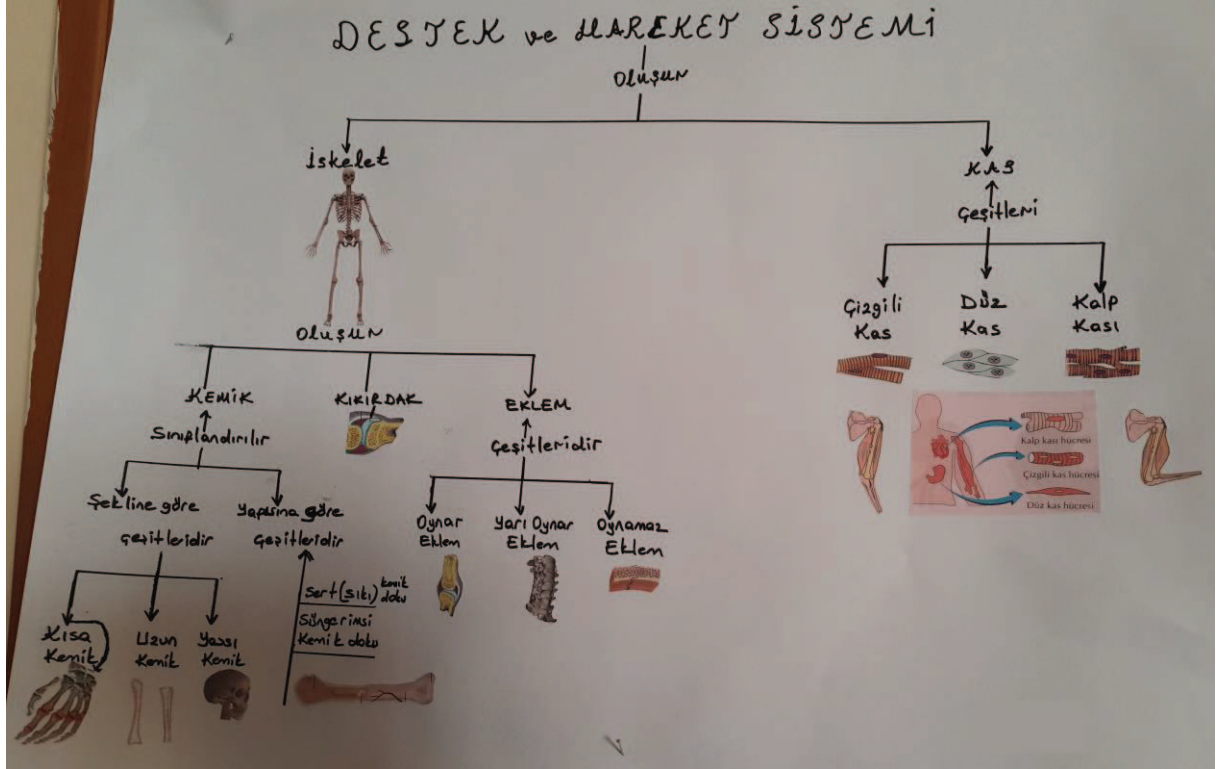 DESTEK ve HAREKET SİSTEMİ
Oluşur
İskelet
KAS
Çeşitleri
Çizgili
Kas
Düz
Kas
Kalp
Kası
Oluşur
KEMİK
KIKIRDAK
EKLEM
Sınıflandırılır
Çeşitleridir
Şekline göre
çeşitleridir
Yapısına göre
çeşitleridir
Oynar
Eklem
Yarı Oynar
Eklem
Oynamaz
Eklem
Kalp kası hücresi
Çizgili kas hücresi
Düz kas hücresi
Sert (sıkı) kemik
doku
Süngerimsi
Kemik doku
Kısa
Kemik
Uzun
Kemik
Yassı
Kemik